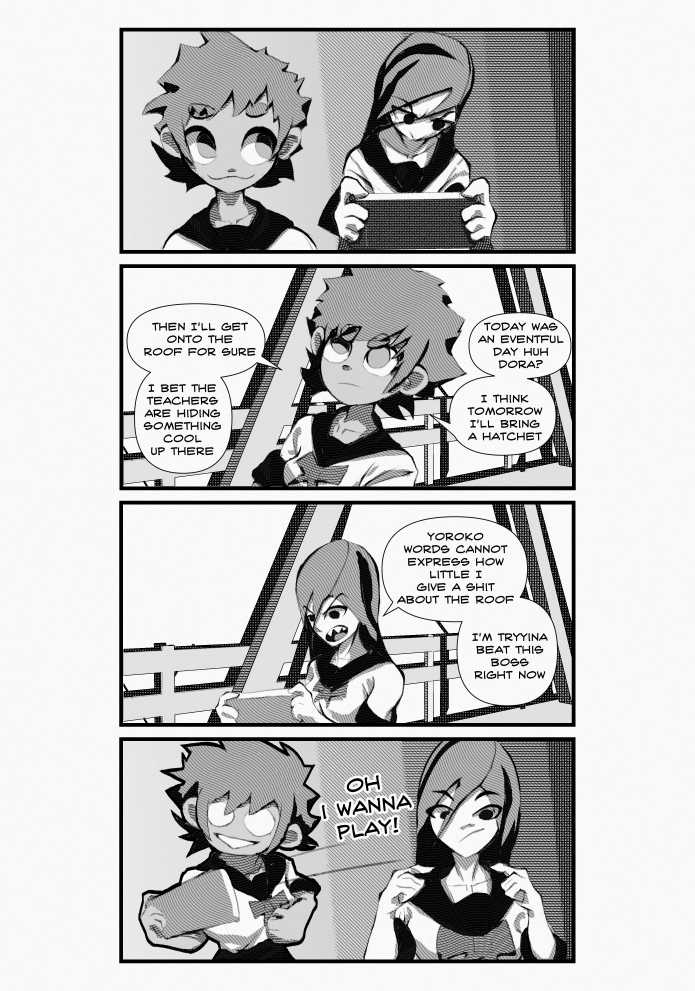 TODAY WAS
AN EVENTFUL
DAY HUH
DORA?
I THINK
TOMORROW
I'LL BRING
A HATCHET
THEN I'LL GET
ONTO THE
ROOF FOR SURE
I BET THE
TEACHERS
ARE HIDING
SOMETHING
COOL
UP THERE
YOROKO
WORDS CANNOT
EXPRESS HOW
LITTLE I
GIVE A SHIT
ABOUT THE ROOF
I'M TRYYINA
BEAT THIS
BOSS
RIGHT NOW
OH
I WANNA
PLAY!